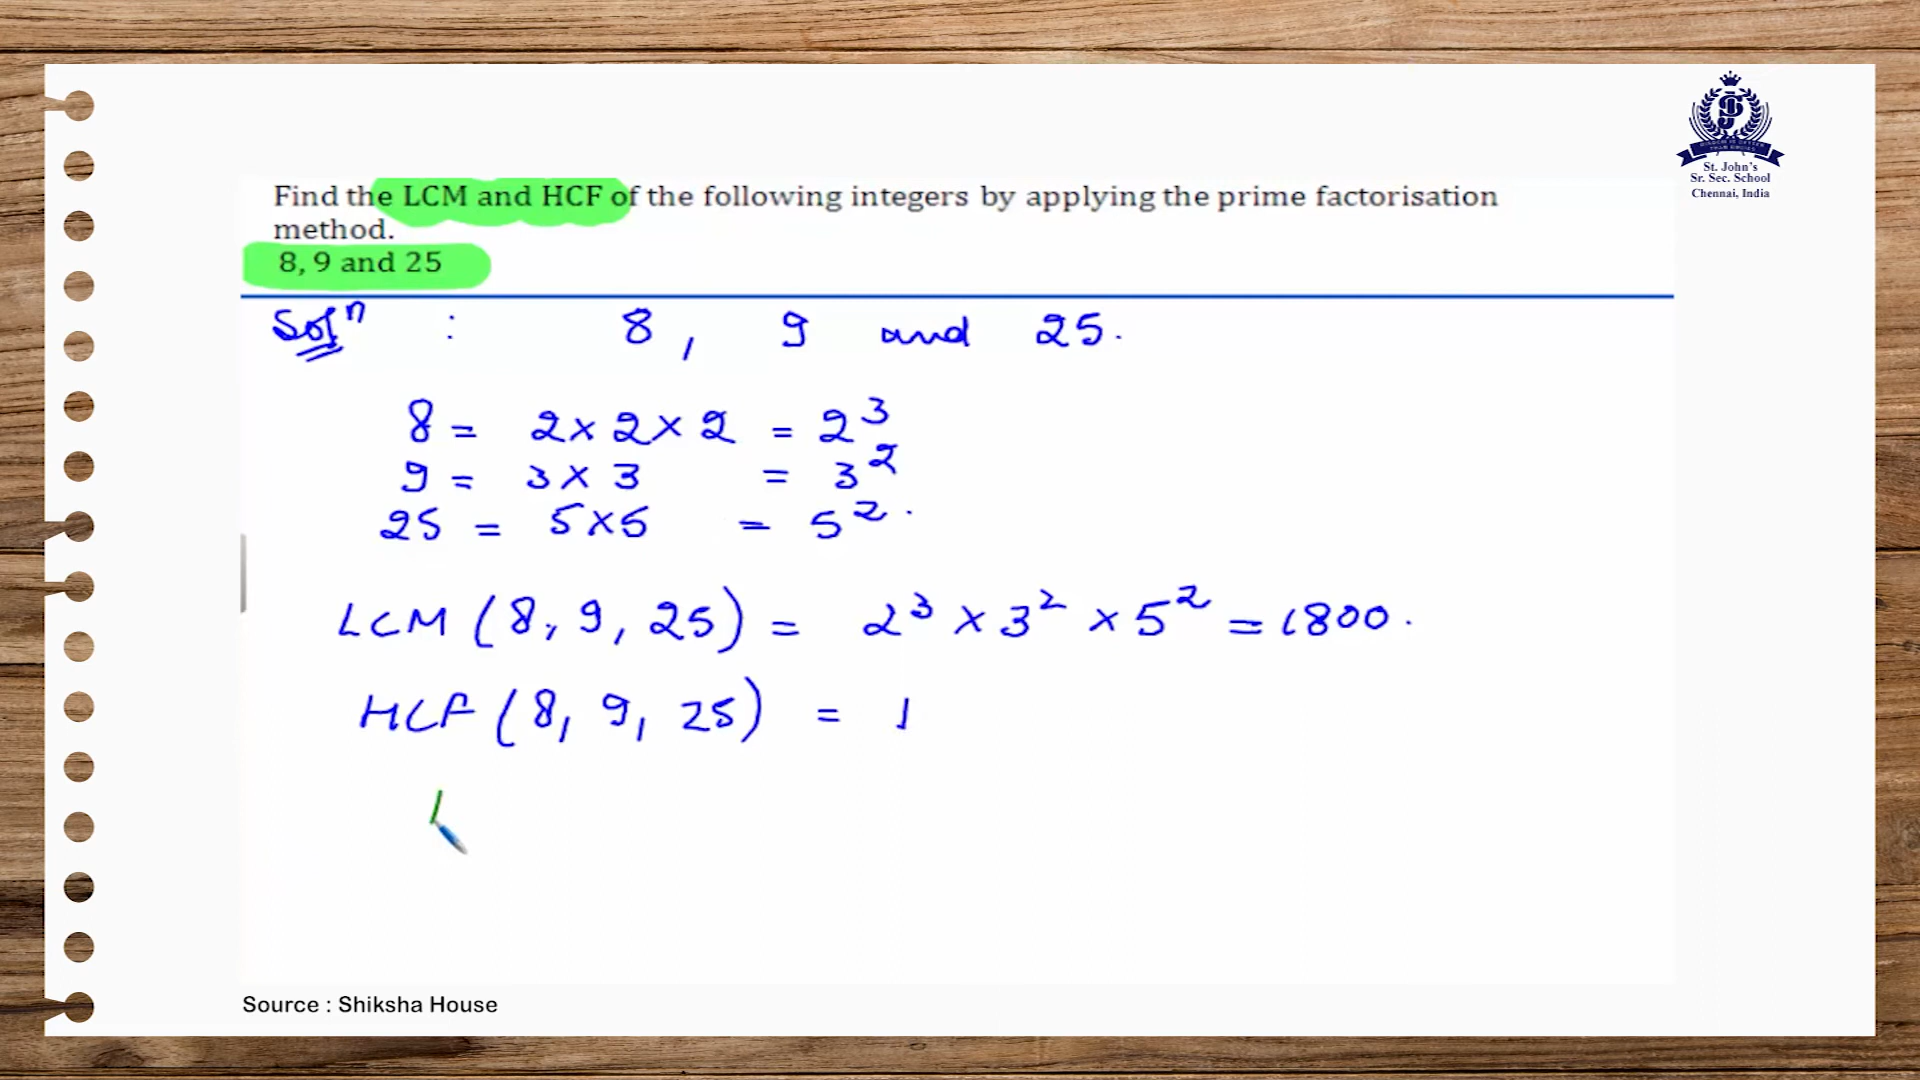 St. John's
Sr. Sec. School
Chennai, India
Find the LCM and HCF of the following integers by applying the prime factorisation
method.
8, 9 and 25
Solⁿ : 8, 9 and 25.
8 = 2×2×2 = 2³
9 = 3×3 = 3²
25 = 5×5 = 5².
LCM (8, 9, 25) = 2³ × 3² × 5² = 1800.
HCF (8, 9, 25) = 1
Source : Shiksha House